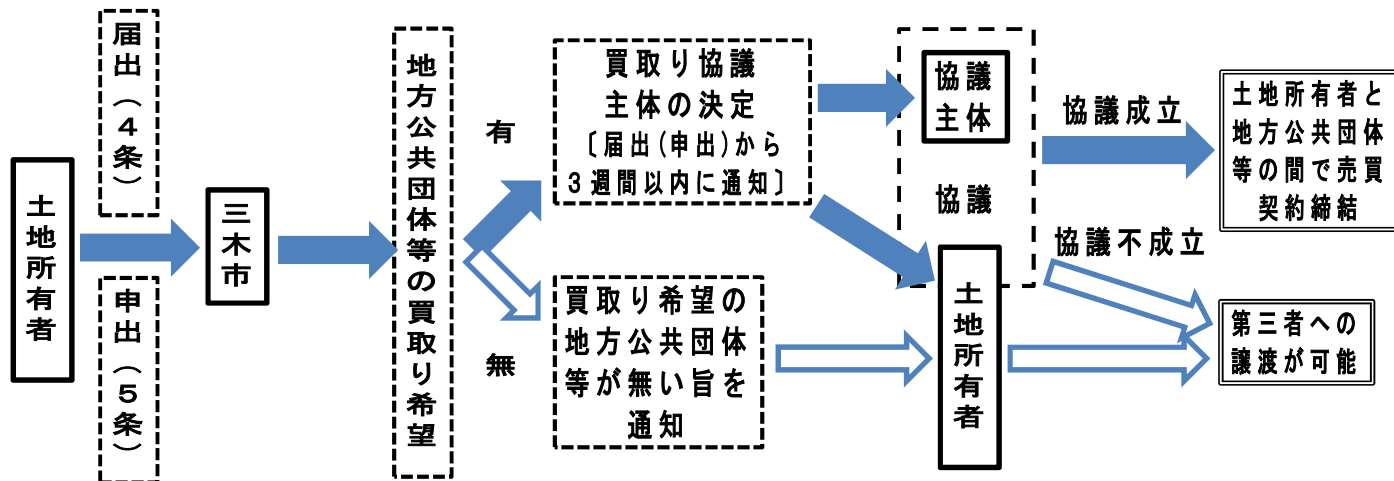 土地所有者
届出（４条）
申出（５条）
三木市
地方公共団体等の買取り希望
有
無
買取り協議
主体の決定
〔届出(申出)から
３週間以内に通知〕
買取り希望の
地方公共団体
等が無い旨を
通知
協議
主体
協議
土地所有者
協議成立
協議不成立
土地所有者と
地方公共団体
等の間で売買
契約締結
第三者への
譲渡が可能